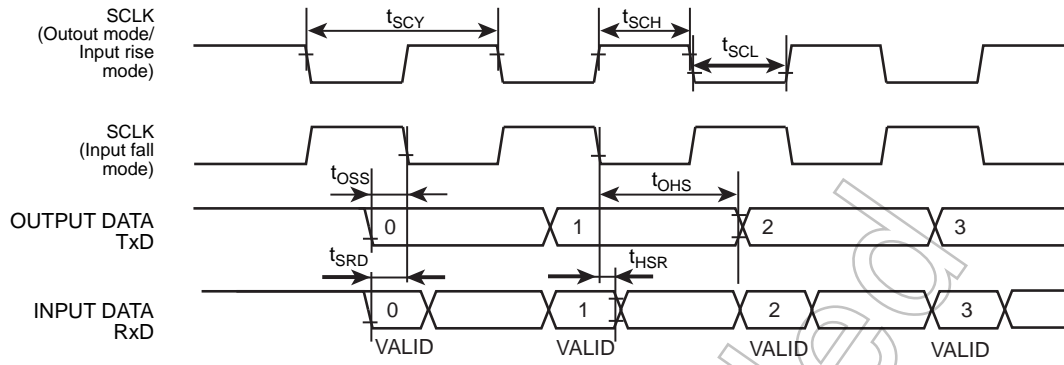 SCLK
(Outout mode/
Input rise
mode)
tSCY
tSCH
tSCL
SCLK
(Input fall
mode)
tOSS
tOHS
OUTPUT DATA
TxD
0
1
2
3
tSRD
tHSR
INPUT DATA
RxD
0
1
2
3
VALID
VALID
VALID
VALID